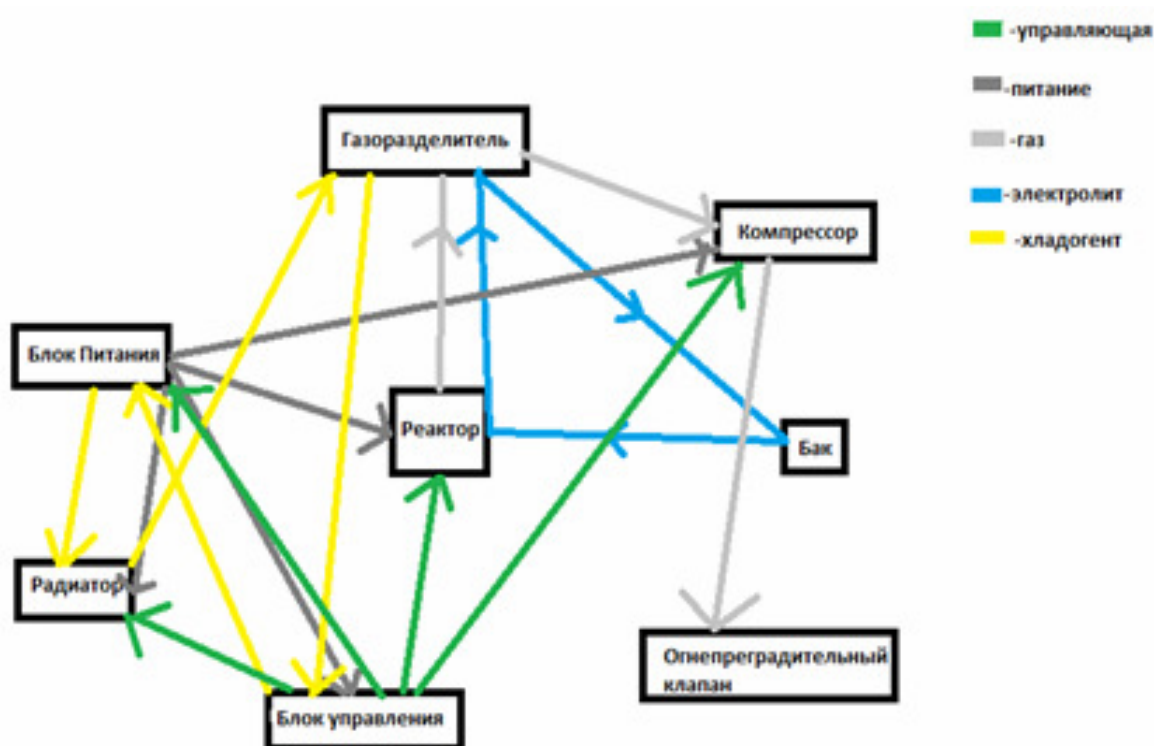 -управляющая
-питание
-газ
-электролит
-хладогент
Газоразделитель
Компрессор
Блок Питания
Реактор
Бак
Радиатор
Огнепреградительный
клапан
Блок управления